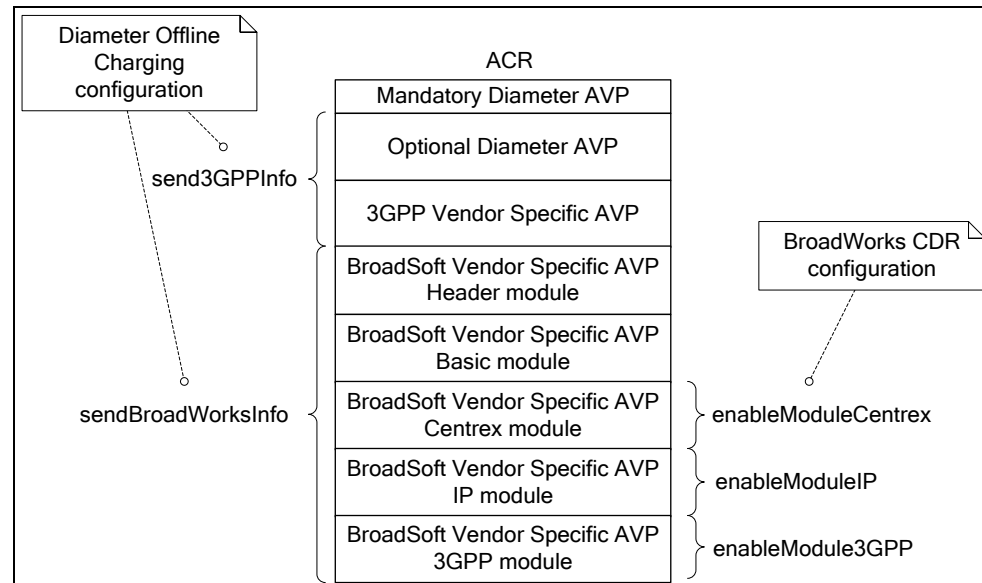 Diameter Offline
Charging
configuration
ACR
Mandatory Diameter AVP
Optional Diameter AVP
send3GPPInfo
3GPP Vendor Specific AVP
BroadWorks CDR
configuration
BroadSoft Vendor Specific AVP
Header module
BroadSoft Vendor Specific AVP
Basic module
sendBroadWorksInfo
BroadSoft Vendor Specific AVP
Centrex module
enableModuleCentrex
BroadSoft Vendor Specific AVP
IP module
enableModuleIP
BroadSoft Vendor Specific AVP
3GPP module
enableModule3GPP